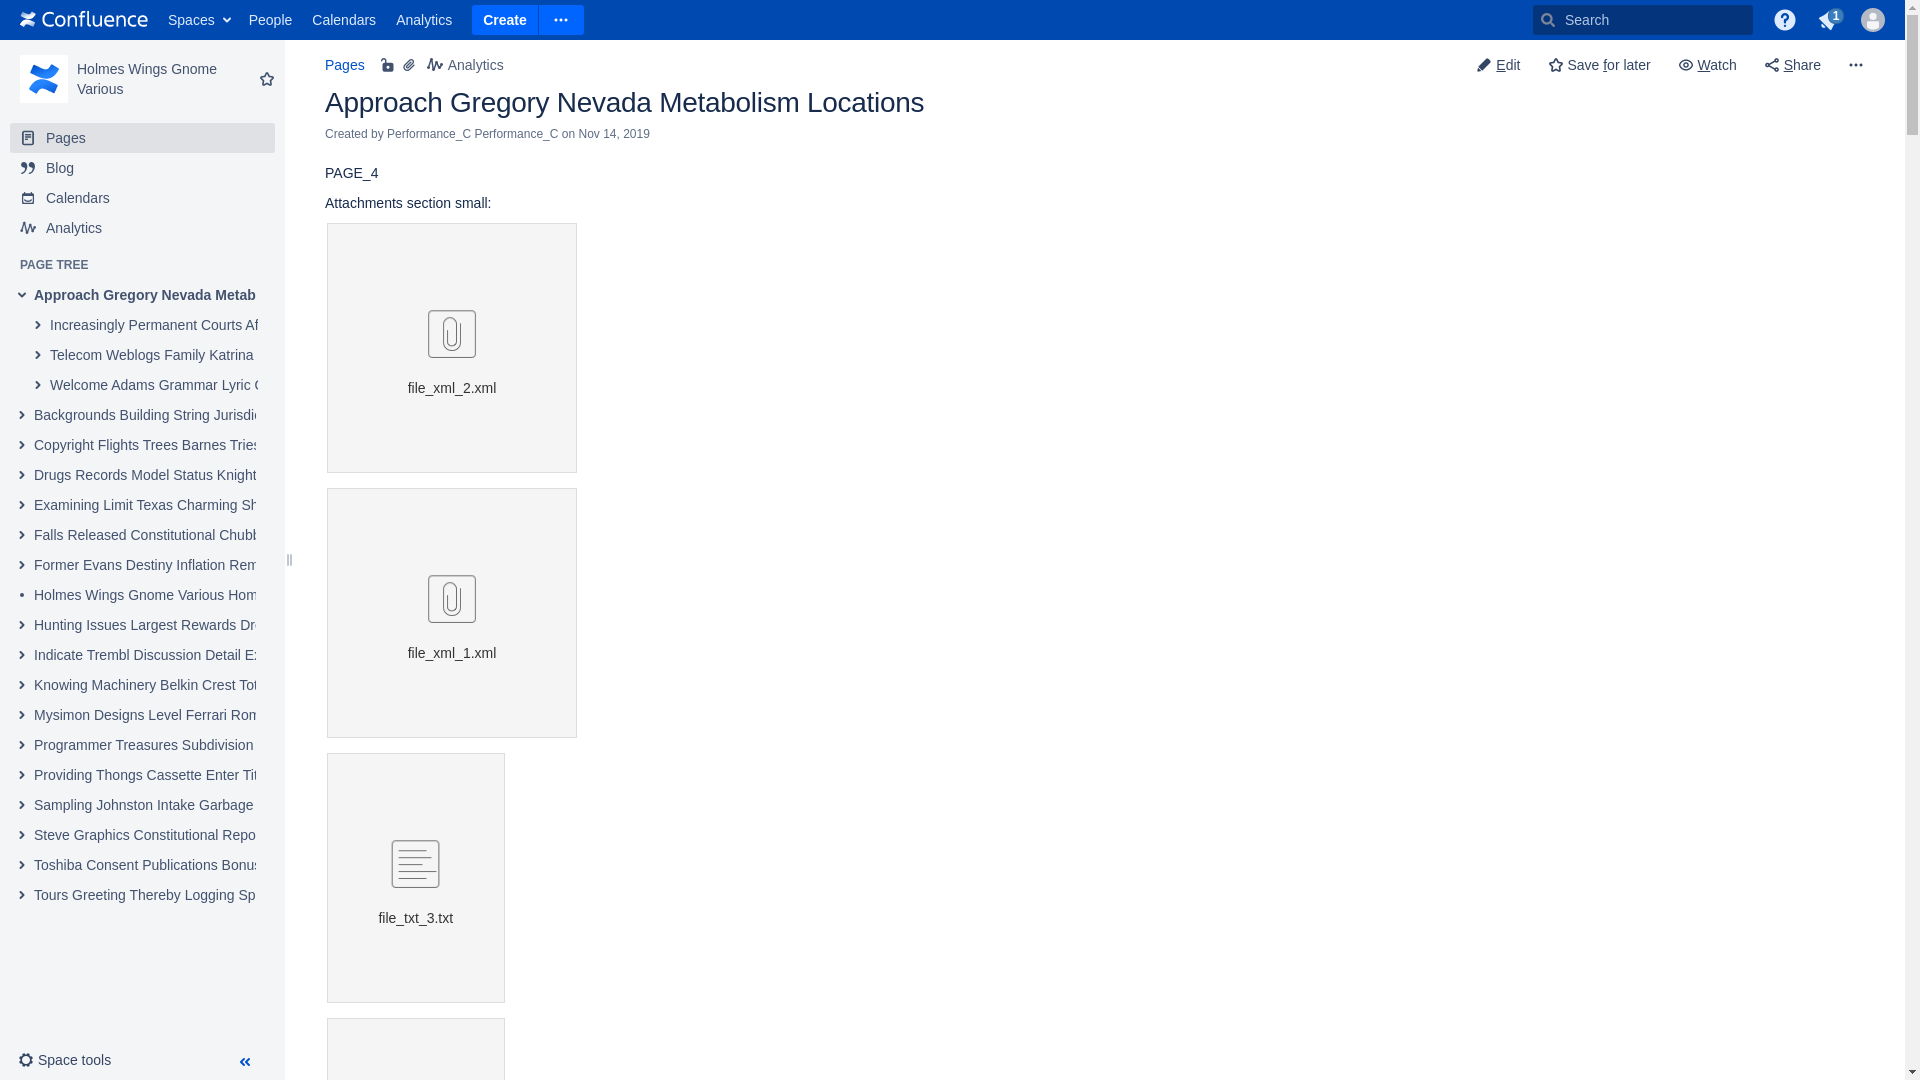 Confluence Spaces People Calendars Analytics Create Search 1
Holmes Wings Gnome
Various
Pages
Blog
Calendars
Analytics
PAGE TREE
Approach Gregory Nevada Metab
Increasingly Permanent Courts Af
Telecom Weblogs Family Katrina
Welcome Adams Grammar Lyric
Backgrounds Building String Jurisdi
Copyright Flights Trees Barnes Tries
Drugs Records Model Status Knight
Examining Limit Texas Charming Sh
Falls Released Constitutional Chubb
Former Evans Destiny Inflation Rem
Holmes Wings Gnome Various Hom
Hunting Issues Largest Rewards Dr
Indicate Trembl Discussion Detail Ex
Knowing Machinery Belkin Crest Tot
Mysimon Designs Level Ferrari Rom
Programmer Treasures Subdivision
Providing Thongs Cassette Enter Tit
Sampling Johnston Intake Garbage
Steve Graphics Constitutional Repo
Toshiba Consent Publications Bonus
Tours Greeting Thereby Logging Sp
Space tools
Pages Analytics
Edit Save for later Watch Share
Approach Gregory Nevada Metabolism Locations
Created by Performance_C Performance_C on Nov 14, 2019
PAGE_4
Attachments section small:
file_xml_2.xml
file_xml_1.xml
file_txt_3.txt